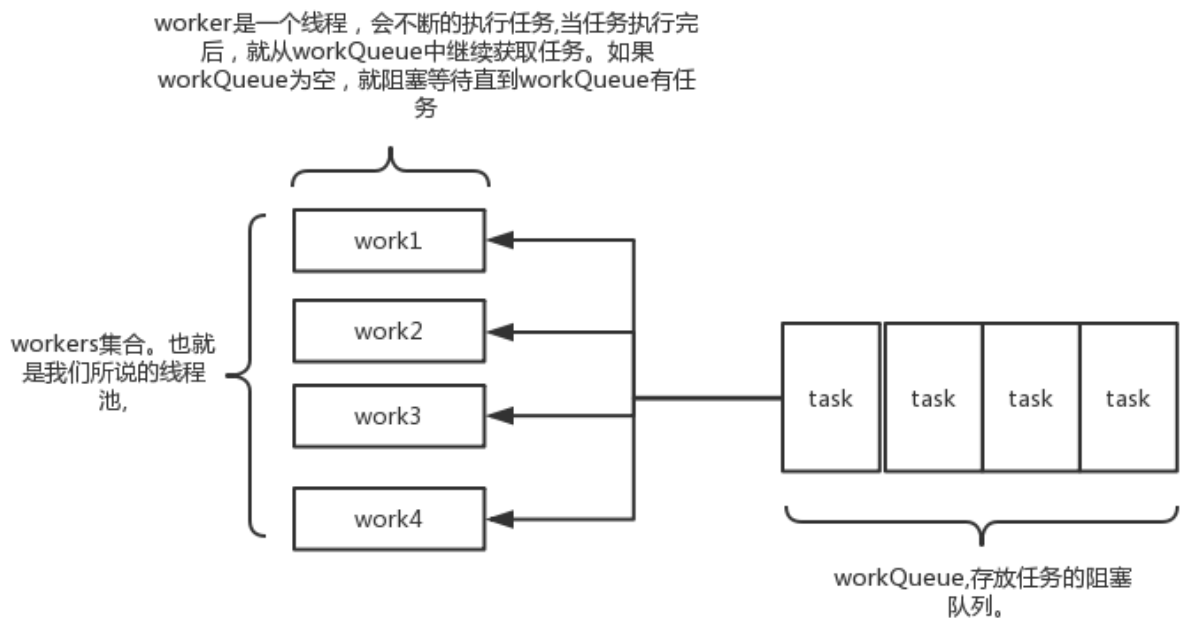 worker是一个线程，会不断的执行任务,当任务执行完
后，就从workQueue中继续获取任务。如果
workQueue为空，就阻塞等待直到workQueue有任
务
work1
work2
workers集合。也就
是我们所说的线程
池,
work3
work4
task
task
task
task
workQueue,存放任务的阻塞
队列。